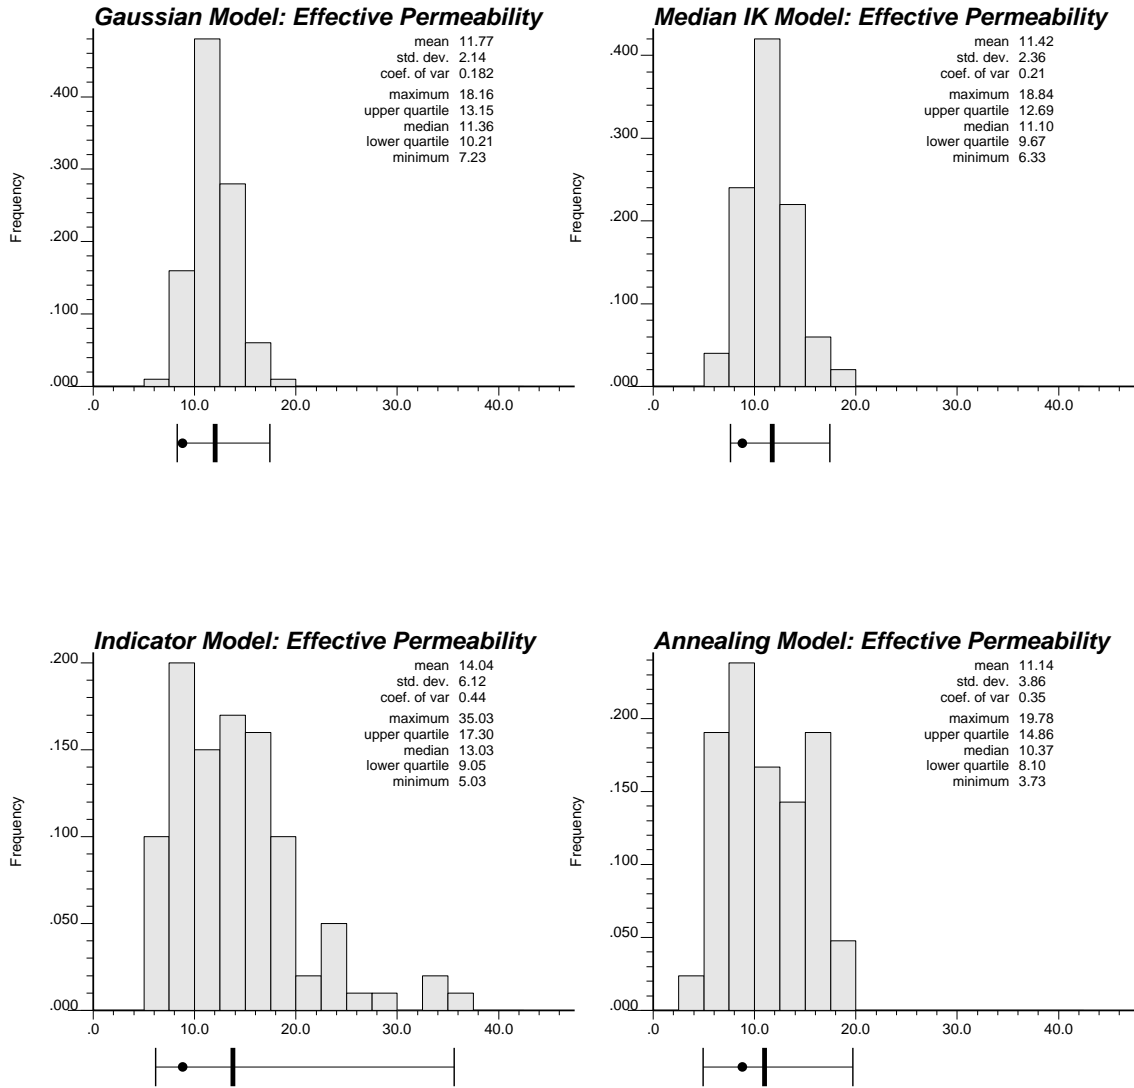 Gaussian Model: Effective Permeability
mean 11.77
std. dev. 2.14
coef. of var 0.182
maximum 18.16
upper quartile 13.15
median 11.36
lower quartile 10.21
minimum 7.23
Frequency
.400
.300
.200
.100
.000
.0 10.0 20.0 30.0 40.0
Median IK Model: Effective Permeability
mean 11.42
std. dev. 2.36
coef. of var 0.21
maximum 18.84
upper quartile 12.69
median 11.10
lower quartile 9.67
minimum 6.33
Frequency
.400
.300
.200
.100
.000
.0 10.0 20.0 30.0 40.0
Indicator Model: Effective Permeability
mean 14.04
std. dev. 6.12
coef. of var 0.44
maximum 35.03
upper quartile 17.30
median 13.03
lower quartile 9.05
minimum 5.03
Frequency
.200
.150
.100
.050
.000
.0 10.0 20.0 30.0 40.0
Annealing Model: Effective Permeability
mean 11.14
std. dev. 3.86
coef. of var 0.35
maximum 19.78
upper quartile 14.86
median 10.37
lower quartile 8.10
minimum 3.73
Frequency
.200
.150
.100
.050
.000
.0 10.0 20.0 30.0 40.0